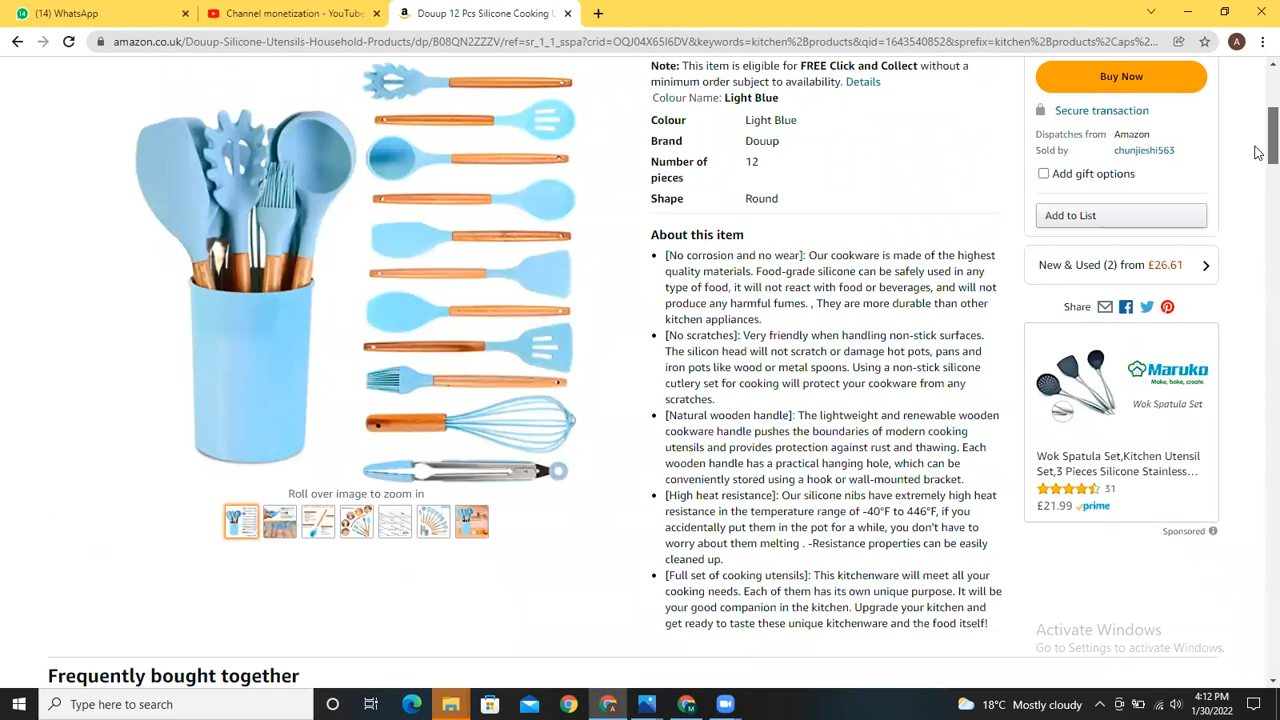 (14) WhatsApp
Channel monetization - YouTube
Douup 12 Pcs Silicone Cooking U
amazon.co.uk/Douup-Silicone-Utensils-Household-Products/dp/B08QN2ZZZV/ref=sr_1_1_sspa?crid=OQJ04X65I6DV&keywords=kitchen%2Bproducts&qid=1643540852&sprefix=kitchen%2Bproducts%2Caps%2...
A
Note: This item is eligible for FREE Click and Collect without a
minimum order subject to availability. Details
Colour Name: Light Blue
Colour Light Blue
Brand Douup
Number of 12
pieces
Shape Round
About this item
[No corrosion and no wear]: Our cookware is made of the highest
quality materials. Food-grade silicone can be safely used in any
type of food, it will not react with food or beverages, and will not
produce any harmful fumes. , They are more durable than other
kitchen appliances.
[No scratches]: Very friendly when handling non-stick surfaces.
The silicon head will not scratch or damage hot pots, pans and
iron pots like wood or metal spoons. Using a non-stick silicone
cutlery set for cooking will protect your cookware from any
scratches.
[Natural wooden handle]: The lightweight and renewable wooden
cookware handle pushes the boundaries of modern cooking
utensils and provides protection against rust and thawing. Each
wooden handle has a practical hanging hole, which can be
conveniently stored using a hook or wall-mounted bracket.
[High heat resistance]: Our silicone nibs have extremely high heat
resistance in the temperature range of -40°F to 446°F, if you
accidentally put them in the pot for a while, you don't have to
worry about them melting . -Resistance properties can be easily
cleaned up.
[Full set of cooking utensils]: This kitchenware will meet all your
cooking needs. Each of them has its own unique purpose. It will be
your good companion in the kitchen. Upgrade your kitchen and
get ready to taste these unique kitchenware and the food itself!
Roll over image to zoom in
Buy Now
Secure transaction
Dispatches from Amazon
Sold by chunjieshi563
Add gift options
Add to List
New & Used (2) from £26.61
Share
Maruko
Make, bake, create.
Wok Spatula Set
Wok Spatula Set,Kitchen Utensil
Set,3 Pieces Silicone Stainless...
31
£21.99 prime
Sponsored
Activate Windows
Go to Settings to activate Windows.
Frequently bought together
Type here to search
18°C Mostly cloudy
4:12 PM
1/30/2022